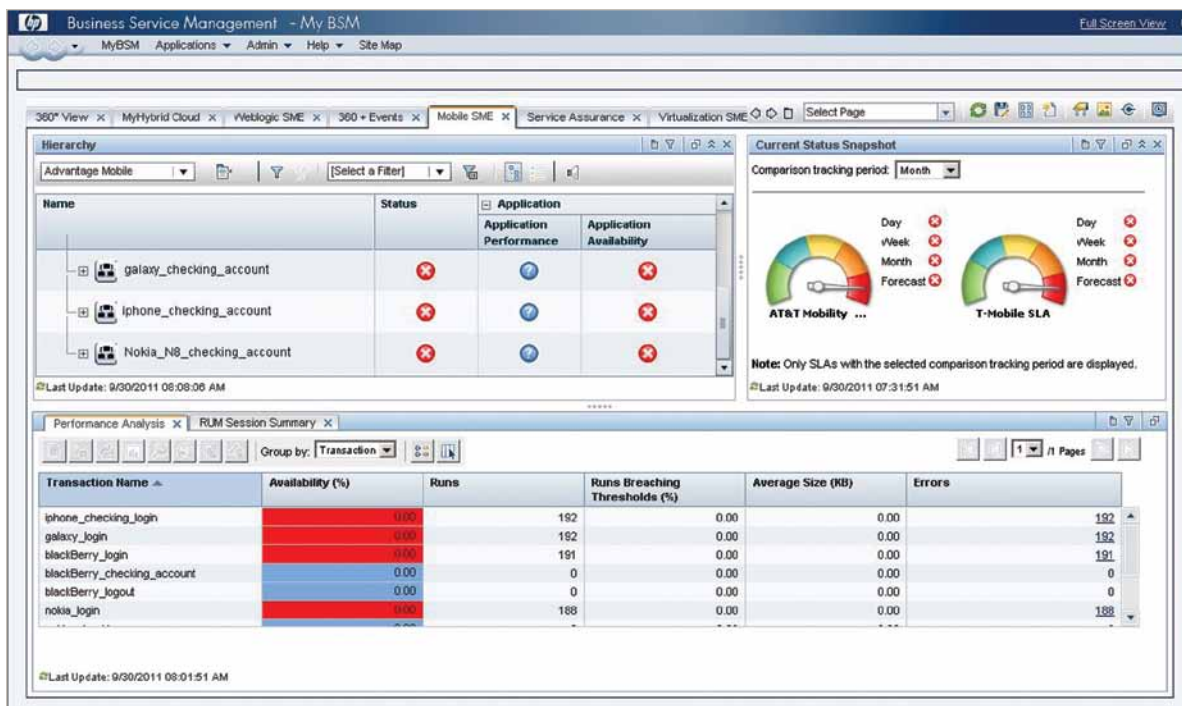 hp Business Service Management - My BSM Full Screen View
MyBSM Applications Admin Help Site Map
360° View MyHybrid Cloud Weblogic SME 360 + Events Mobile SME Service Assurance Virtualization SME Select Page
Hierarchy
Advantage Mobile [Select a Filter]
Name Status Application
Application Performance Application Availability
galaxy_checking_account
iphone_checking_account
Nokia_N8_checking_account
Last Update: 9/30/2011 08:08:06 AM
Current Status Snapshot
Comparison tracking period: Month
Day
Week
Month
Forecast
AT&T Mobility ...
Day
Week
Month
Forecast
T-Mobile SLA
Note: Only SLAs with the selected comparison tracking period are displayed.
Last Update: 9/30/2011 07:31:51 AM
Performance Analysis RUM Session Summary
Group by: Transaction 1 /1 Pages
Transaction Name Availability (%) Runs Runs Breaching Thresholds (%) Average Size (KB) Errors
iphone_checking_login 0.00 192 0.00 0.00 192
galaxy_login 0.00 192 0.00 0.00 192
blackBerry_login 0.00 191 0.00 0.00 191
blackBerry_checking_account 0.00 0 0.00 0.00 0
blackBerry_logout 0.00 0 0.00 0.00 0
nokia_login 0.00 188 0.00 0.00 188
Last Update: 9/30/2011 08:01:51 AM